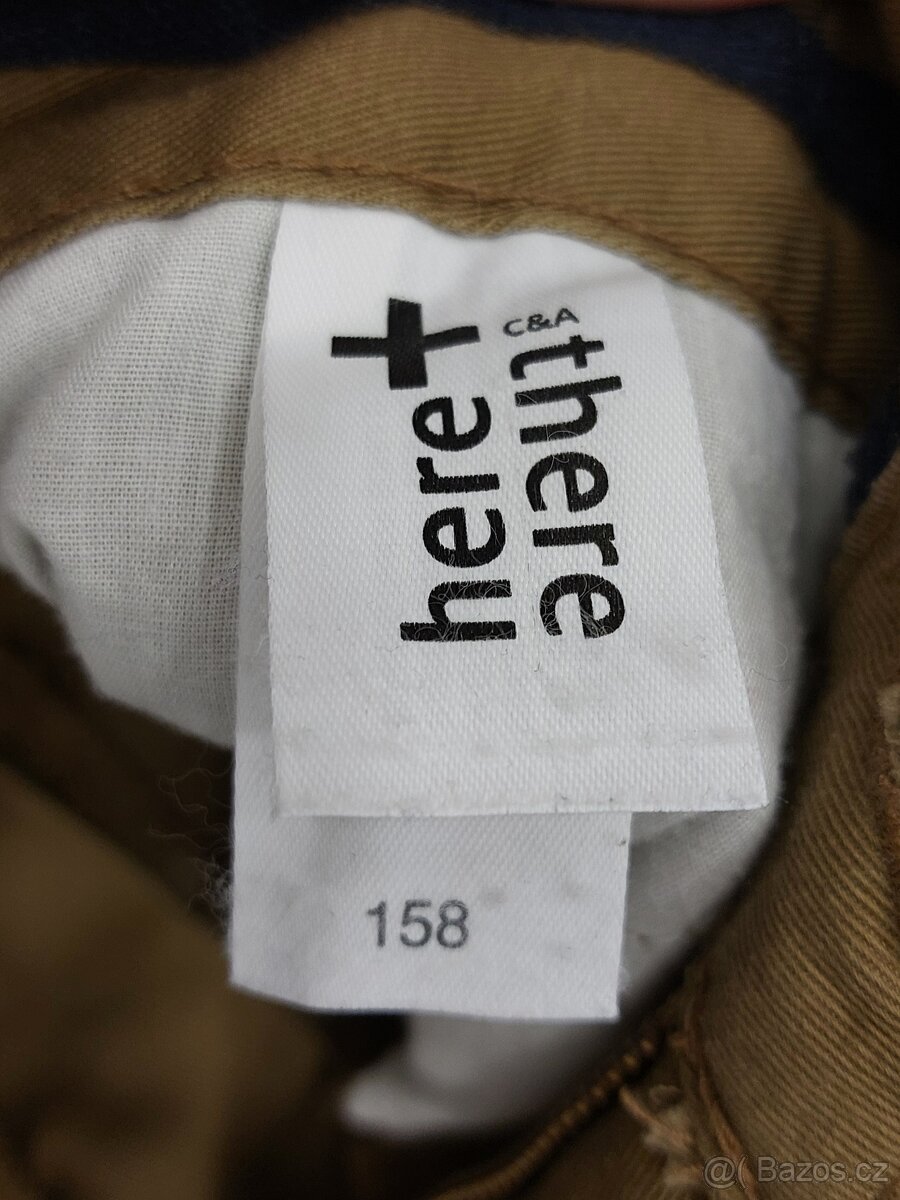 C&A
here+
there
158
@( Bazos.cz